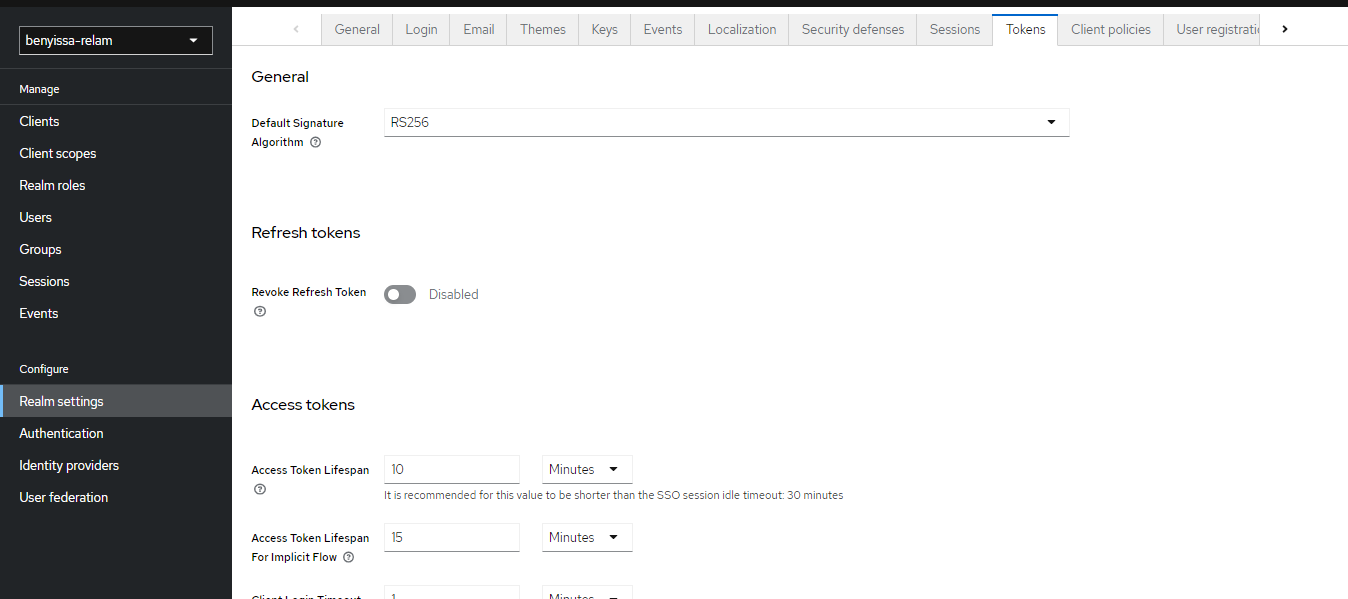 benyissa-relam
Manage
Clients
Client scopes
Realm roles
Users
Groups
Sessions
Events
Configure
Realm settings
Authentication
Identity providers
User federation
General Login Email Themes Keys Events Localization Security defenses Sessions Tokens Client policies User registratio
General
Default Signature
Algorithm
RS256
Refresh tokens
Revoke Refresh Token
Disabled
Access tokens
Access Token Lifespan
10 Minutes
It is recommended for this value to be shorter than the SSO session idle timeout: 30 minutes
Access Token Lifespan
For Implicit Flow
15 Minutes
Client Login Timeout
1 Minutes